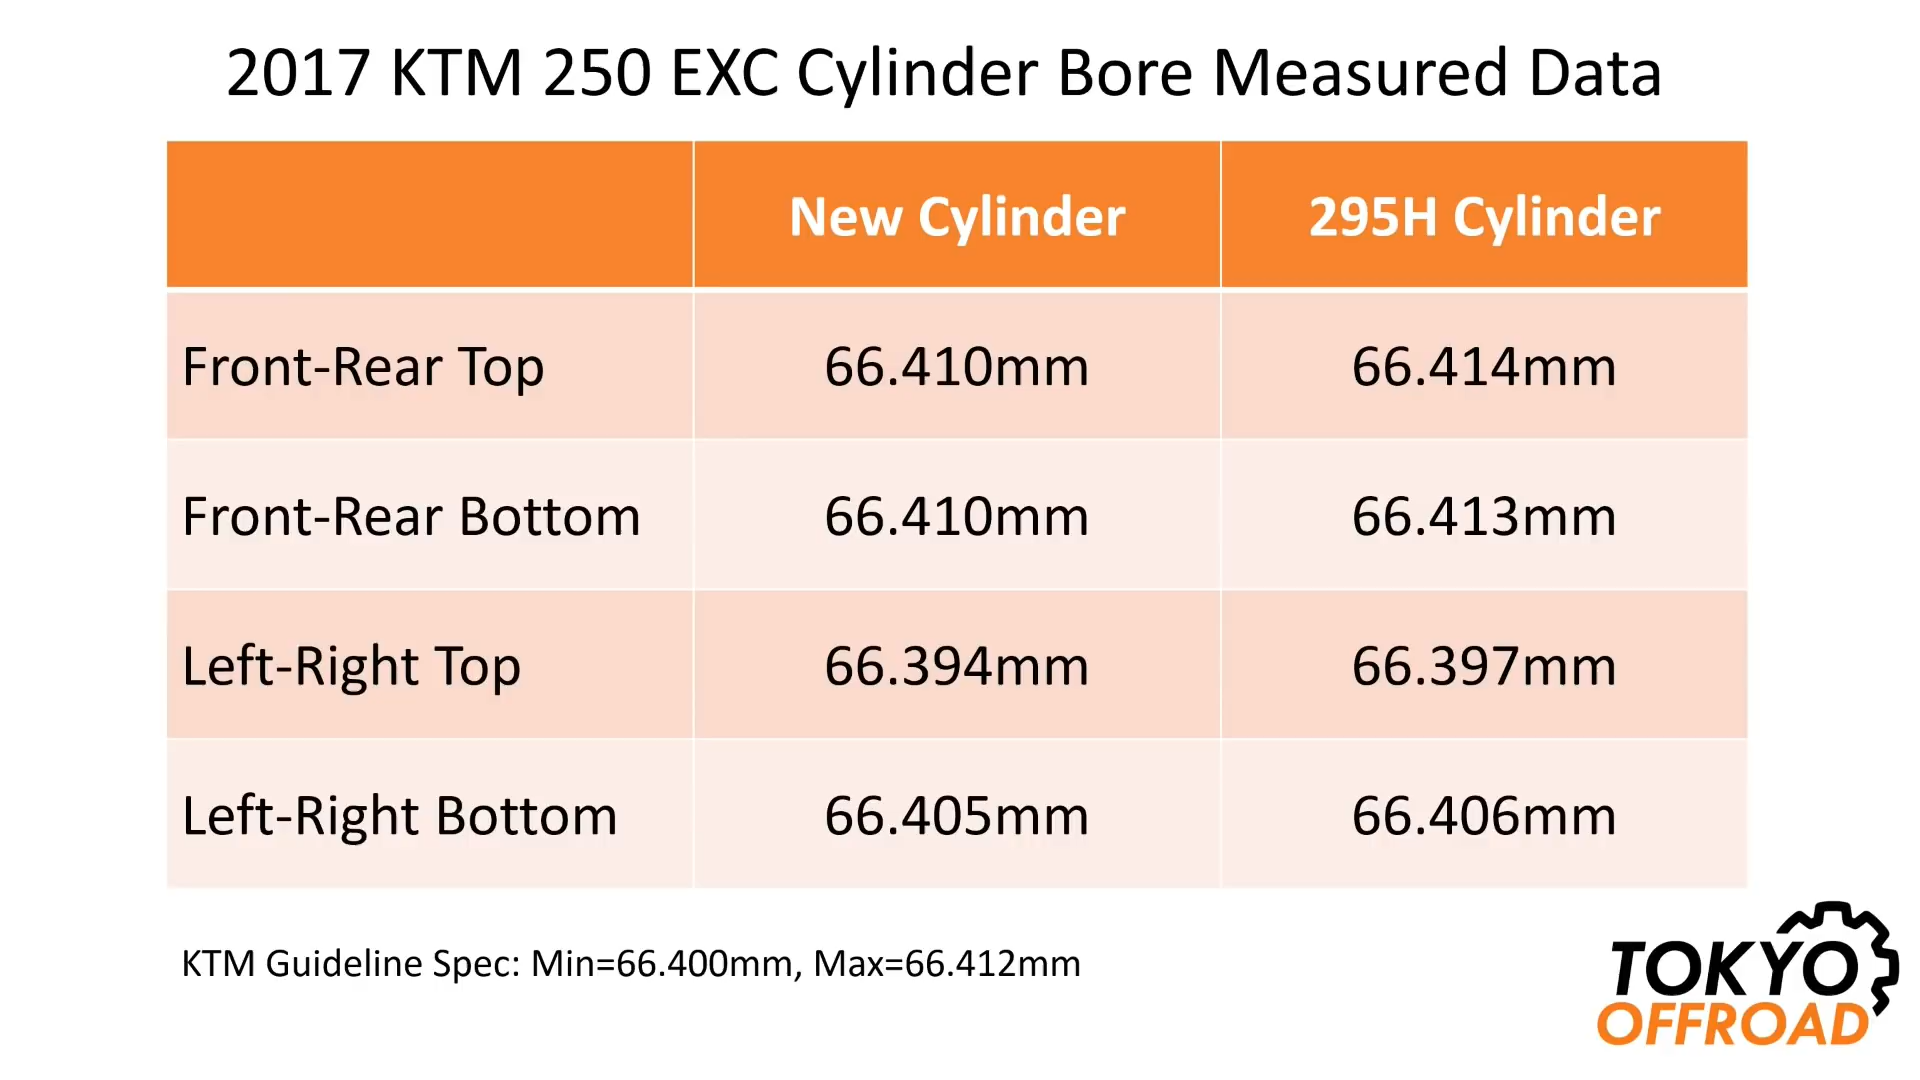 2017 KTM 250 EXC Cylinder Bore Measured Data
New Cylinder 295H Cylinder
Front-Rear Top 66.410mm 66.414mm
Front-Rear Bottom 66.410mm 66.413mm
Left-Right Top 66.394mm 66.397mm
Left-Right Bottom 66.405mm 66.406mm
KTM Guideline Spec: Min=66.400mm, Max=66.412mm
TOKYO
OFFROAD